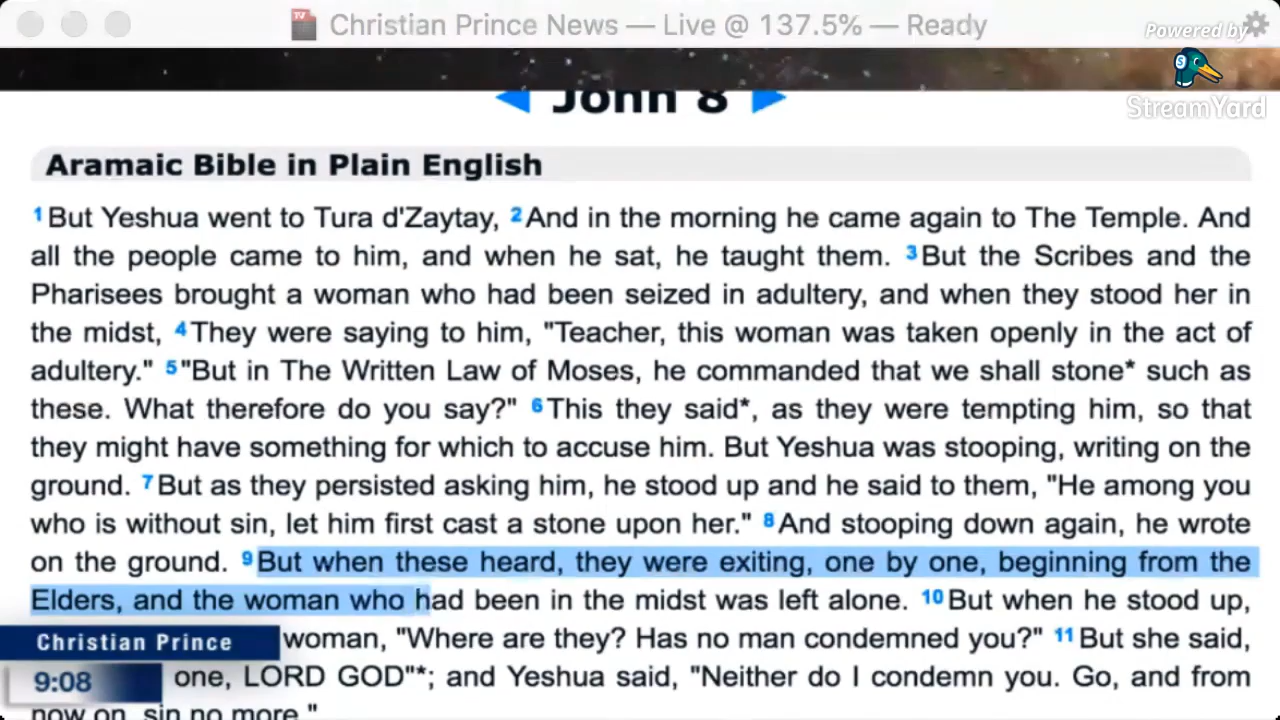 Christian Prince News — Live @ 137.5% — Ready
Powered by
S
StreamYard
John 8
Aramaic Bible in Plain English
1 But Yeshua went to Tura d'Zaytay, 2 And in the morning he came again to The Temple. And
all the people came to him, and when he sat, he taught them. 3 But the Scribes and the
Pharisees brought a woman who had been seized in adultery, and when they stood her in
the midst, 4 They were saying to him, "Teacher, this woman was taken openly in the act of
adultery." 5 "But in The Written Law of Moses, he commanded that we shall stone* such as
these. What therefore do you say?" 6 This they said*, as they were tempting him, so that
they might have something for which to accuse him. But Yeshua was stooping, writing on the
ground. 7 But as they persisted asking him, he stood up and he said to them, "He among you
who is without sin, let him first cast a stone upon her." 8 And stooping down again, he wrote
on the ground. 9 But when these heard, they were exiting, one by one, beginning from the
Elders, and the woman who had been in the midst was left alone. 10 But when he stood up,
woman, "Where are they? Has no man condemned you?" 11 But she said,
one, LORD GOD"*; and Yeshua said, "Neither do I condemn you. Go, and from
now on, sin no more."
Christian Prince
9:08